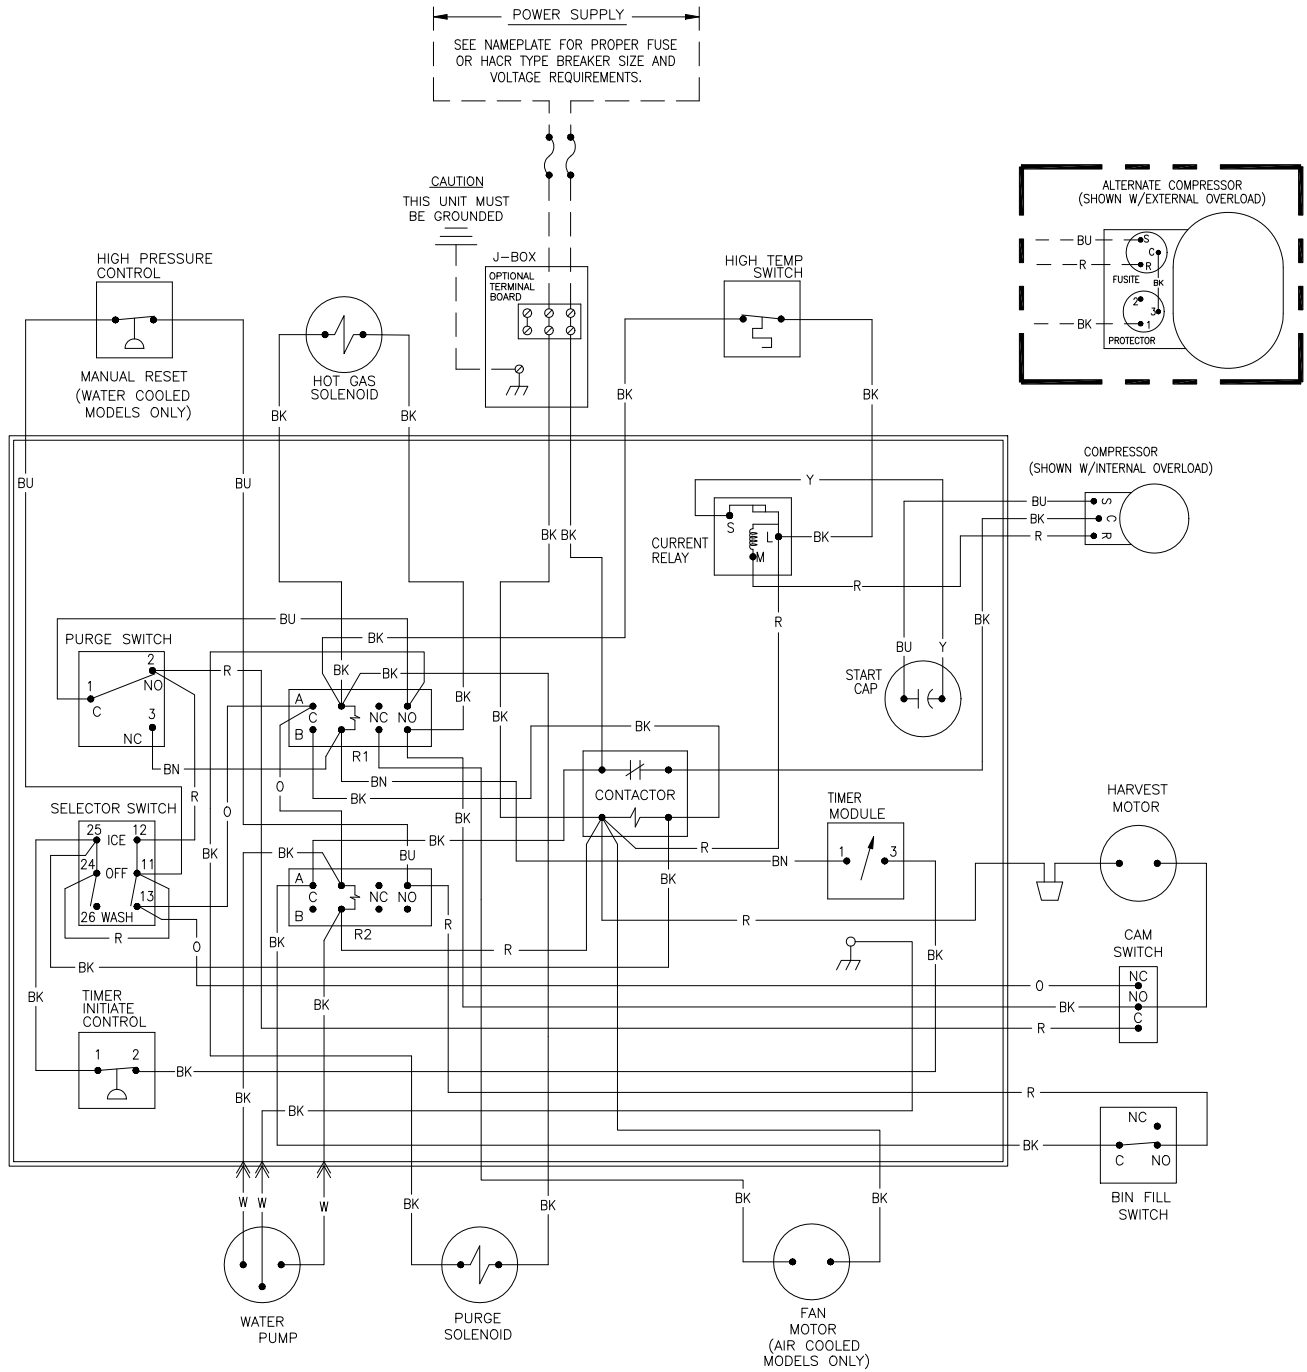 POWER SUPPLY
SEE NAMEPLATE FOR PROPER FUSE
OR HACR TYPE BREAKER SIZE AND
VOLTAGE REQUIREMENTS.
CAUTION
THIS UNIT MUST
BE GROUNDED
J-BOX
OPTIONAL
TERMINAL
BOARD
HIGH PRESSURE
CONTROL
MANUAL RESET
(WATER COOLED
MODELS ONLY)
HOT GAS
SOLENOID
HIGH TEMP
SWITCH
ALTERNATE COMPRESSOR
(SHOWN W/EXTERNAL OVERLOAD)
BU
S
C
R
R
FUSITE
BK
2
3
BK
1
PROTECTOR
BK
BK
BK
BK
COMPRESSOR
(SHOWN W/INTERNAL OVERLOAD)
BU
BU
Y
BU
S
BK
C
R
R
S
L
BK
M
CURRENT
RELAY
BK
BK
R
BU
BK
R
BK
PURGE SWITCH
2
NO
1
C
3
NC
R
BK
BK
BU
Y
START
CAP
A
C
NC
NO
B
R1
BK
BK
BK
BN
BN
R
O
O
BK
BK
CONTACTOR
TIMER
MODULE
1
3
BN
HARVEST
MOTOR
SELECTOR SWITCH
25
ICE
12
24
OFF
11
13
26 WASH
R
BK
BK
BK
BK
BU
R
BK
A
C
NC
NO
B
R2
R
BK
O
R
R
BK
BK
BK
CAM
SWITCH
NC
NO
C
O
BK
R
TIMER
INITIATE
CONTROL
1
2
BK
BK
BK
BK
BK
R
BK
NC
C
NO
BIN FILL
SWITCH
W
W
W
BK
BK
BK
BK
WATER
PUMP
PURGE
SOLENOID
FAN
MOTOR
(AIR COOLED
MODELS ONLY)